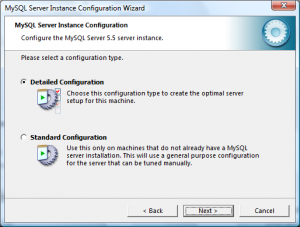 MySQL Server Instance Configuration Wizard
MySQL Server Instance Configuration
Configure the MySQL Server 5.5 server instance.
Please select a configuration type.
Detailed Configuration
Choose this configuration type to create the optimal server
setup for this machine.
Standard Configuration
Use this only on machines that do not already have a MySQL
server installation. This will use a general purpose configuration
for the server that can be tuned manually.
< Back
Next >
Cancel